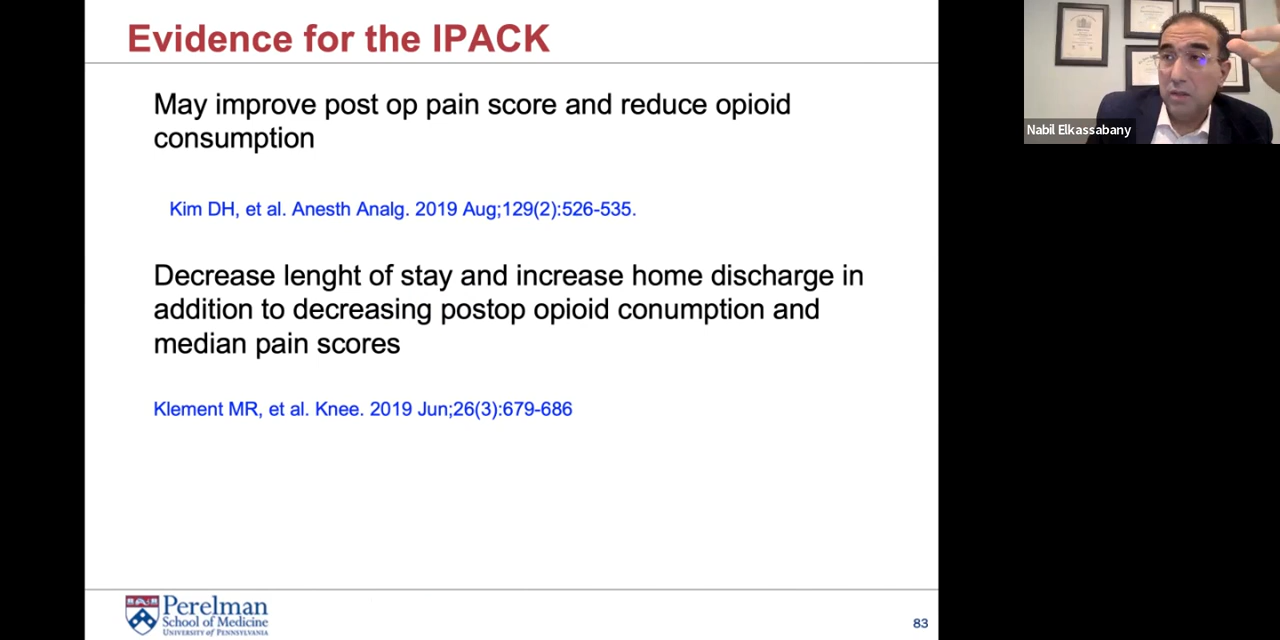 Evidence for the IPACK
May improve post op pain score and reduce opioid
consumption
Kim DH, et al. Anesth Analg. 2019 Aug;129(2):526-535.
Decrease lenght of stay and increase home discharge in
addition to decreasing postop opioid conumption and
median pain scores
Klement MR, et al. Knee. 2019 Jun;26(3):679-686
Perelman
School of Medicine
University of Pennsylvania
83
Nabil Elkassabany